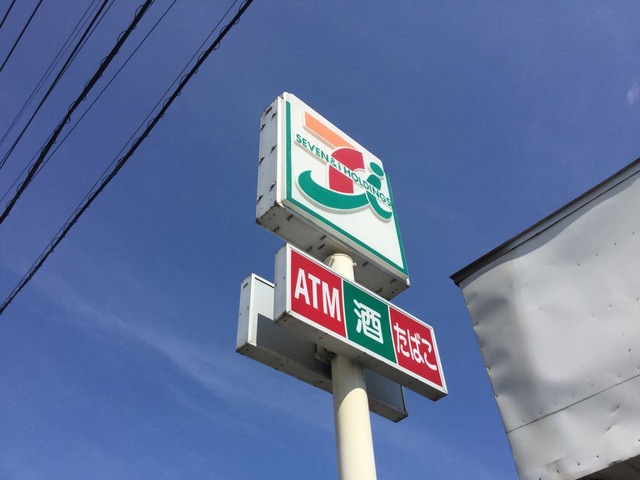 SEVEN & i HOLDINGS
ATM 酒 たばこ